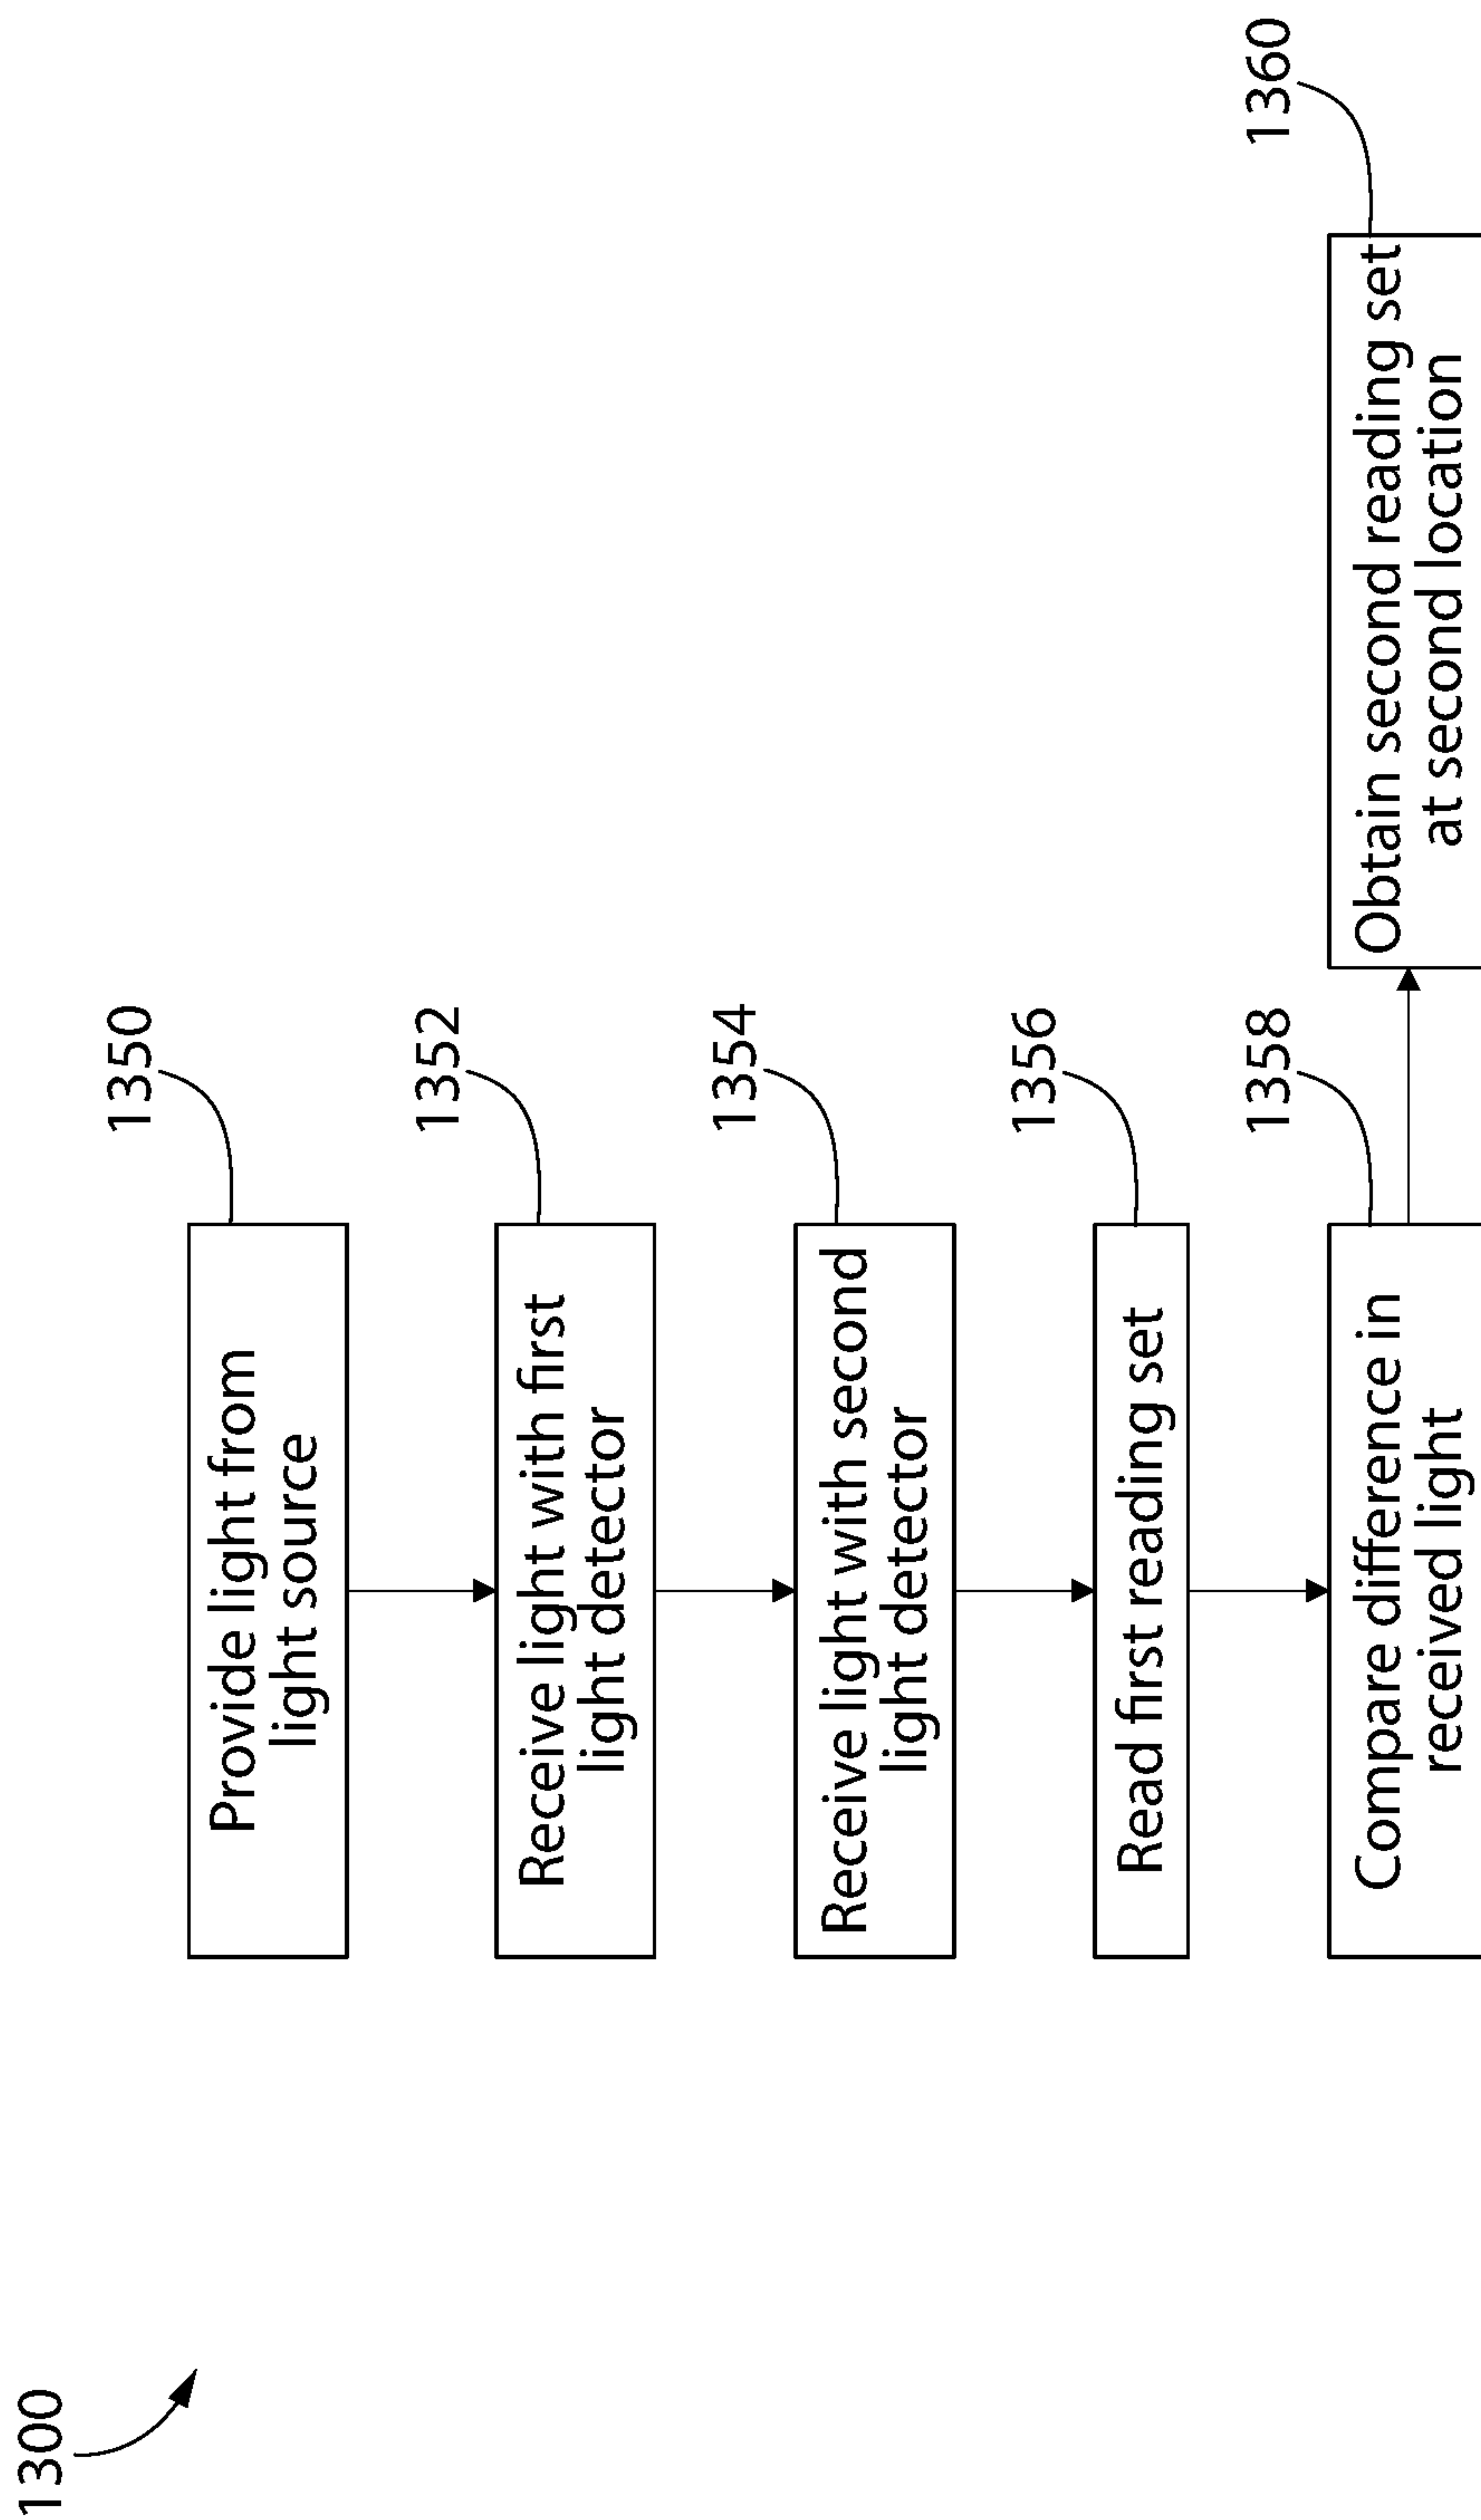 1300
1350
Provide light from
light source
1352
Receive light with first
light detector
1354
Receive light with second
light detector
1356
Read first reading set
1358
Compare difference in
received light
1360
Obtain second reading set
at second location